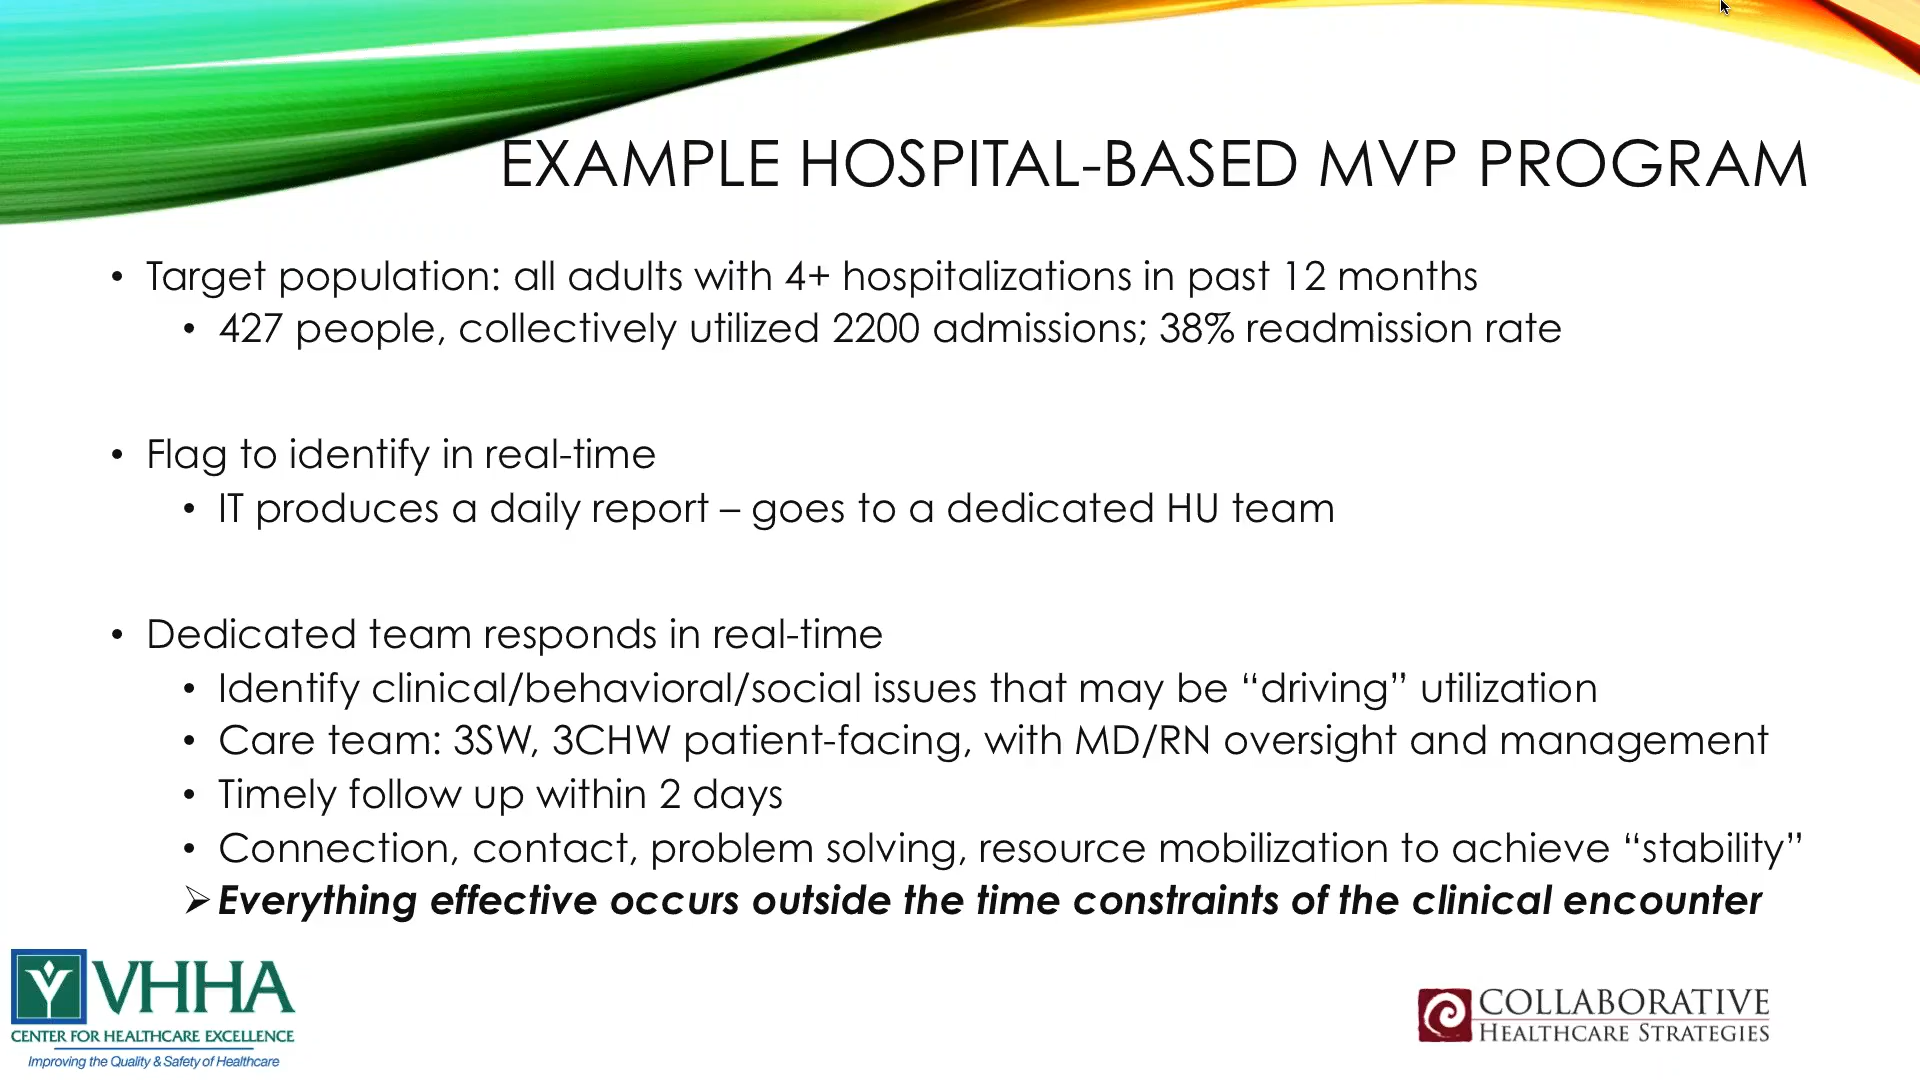 EXAMPLE HOSPITAL-BASED MVP PROGRAM
• Target population: all adults with 4+ hospitalizations in past 12 months
• 427 people, collectively utilized 2200 admissions; 38% readmission rate
• Flag to identify in real-time
• IT produces a daily report – goes to a dedicated HU team
• Dedicated team responds in real-time
• Identify clinical/behavioral/social issues that may be “driving” utilization
• Care team: 3SW, 3CHW patient-facing, with MD/RN oversight and management
• Timely follow up within 2 days
• Connection, contact, problem solving, resource mobilization to achieve “stability”
➢ Everything effective occurs outside the time constraints of the clinical encounter
VHHA
CENTER FOR HEALTHCARE EXCELLENCE
Improving the Quality & Safety of Healthcare
COLLABORATIVE
HEALTHCARE STRATEGIES